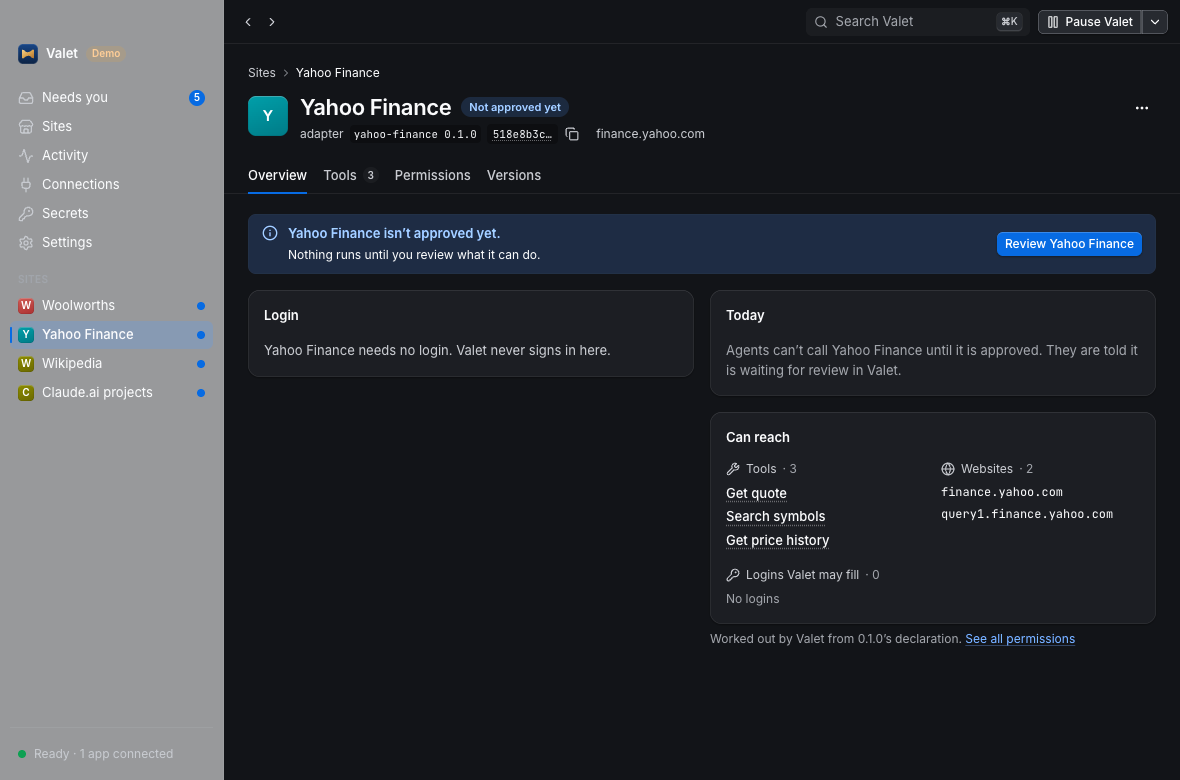 Search Valet
⌘K
Pause Valet
Valet
Demo
Needs you
5
Sites
Activity
Connections
Secrets
Settings
SITES
W
Woolworths
Y
Yahoo Finance
W
Wikipedia
C
Claude.ai projects
Ready · 1 app connected
Sites
Yahoo Finance
Y
Yahoo Finance
Not approved yet
adapter yahoo-finance 0.1.0 518e8b3c… finance.yahoo.com
Overview
Tools 3
Permissions
Versions
Yahoo Finance isn’t approved yet.
Nothing runs until you review what it can do.
Review Yahoo Finance
Login
Yahoo Finance needs no login. Valet never signs in here.
Today
Agents can’t call Yahoo Finance until it is approved. They are told it
is waiting for review in Valet.
Can reach
Tools · 3
Get quote
Search symbols
Get price history
Websites · 2
finance.yahoo.com
query1.finance.yahoo.com
Logins Valet may fill · 0
No logins
Worked out by Valet from 0.1.0’s declaration. See all permissions